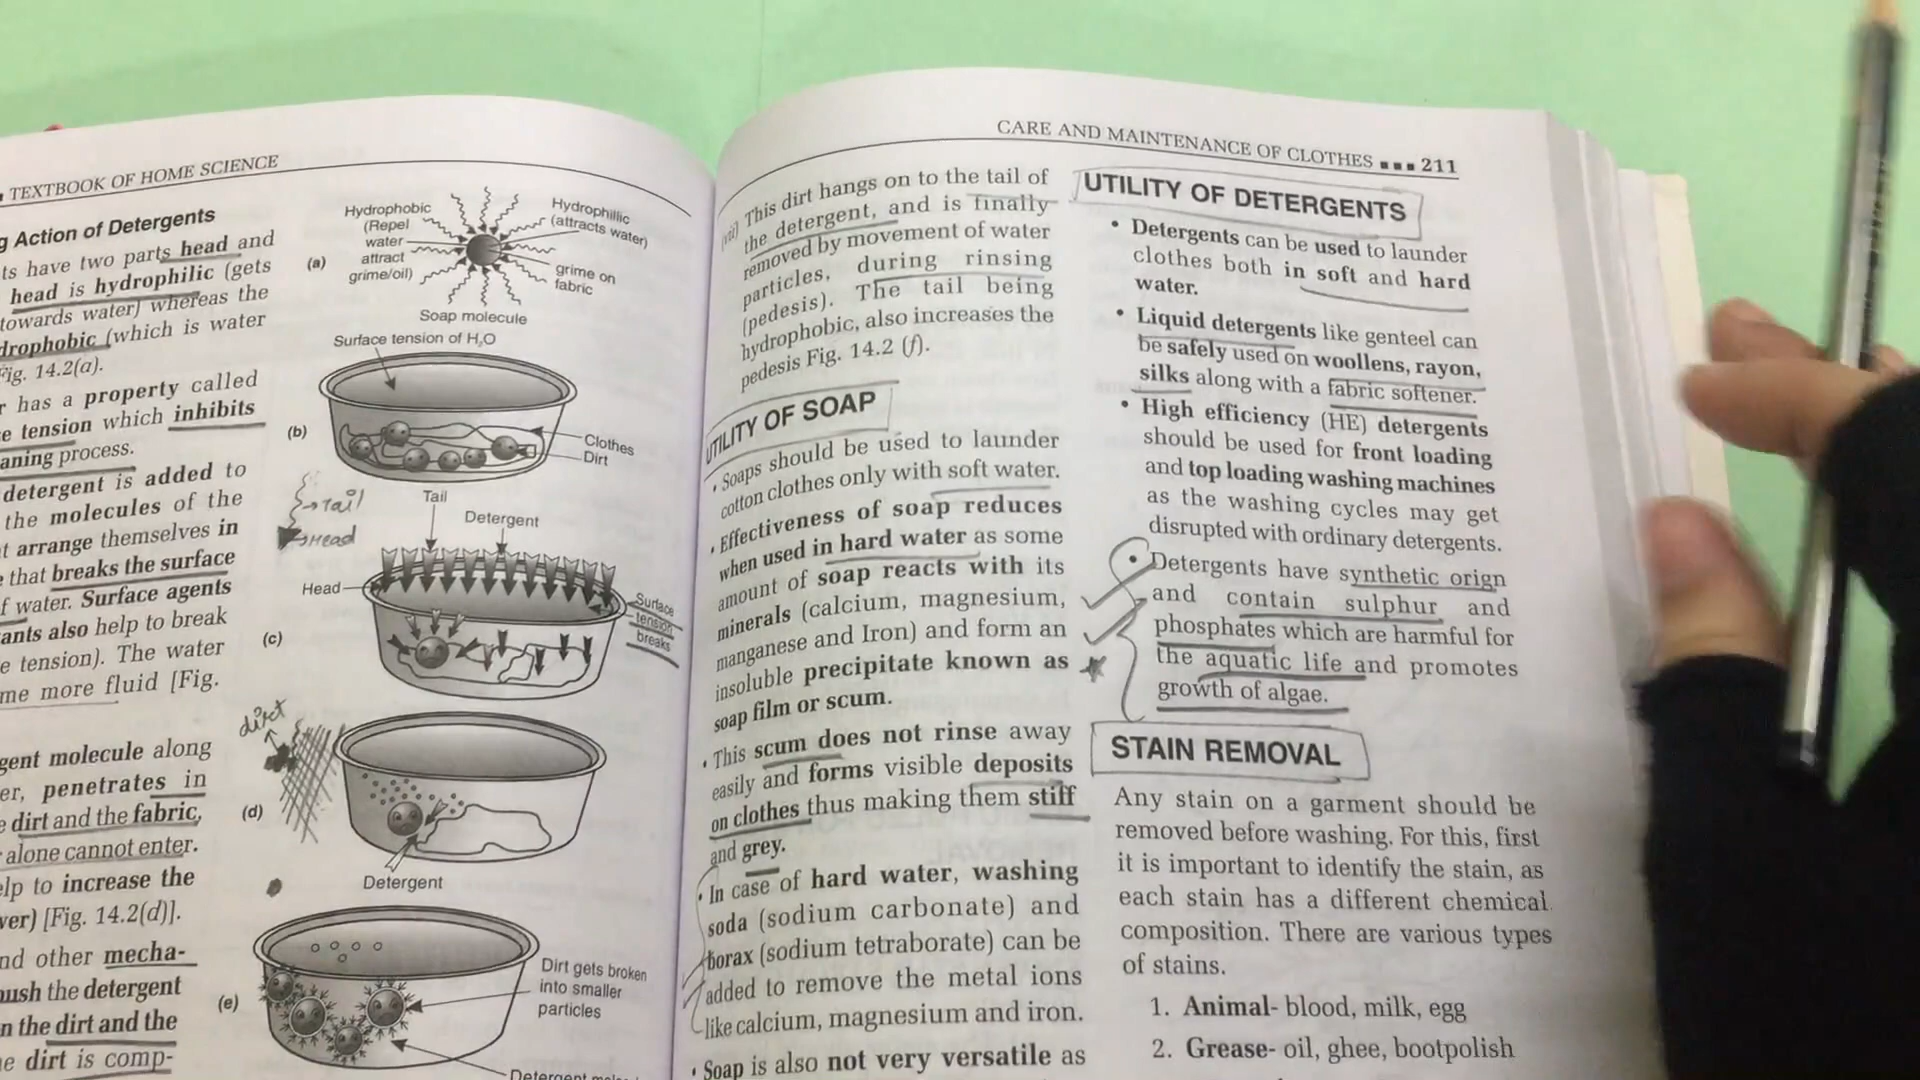 TEXTBOOK OF HOME SCIENCE
Action of Detergents
have two parts head and
head is hydrophilic (gets
towards water) whereas the
(which is water
14.2(a).
has a property called
tension which inhibits
process.
detergent is added to
the molecules of the
arrange themselves in
that breaks the surface
water. Surface agents
also help to break
tension). The water
more fluid [Fig.
molecule along
penetrates in
dirt and the fabric,
alone cannot enter.
to increase the
[Fig. 14.2(d)].
other mecha-
the detergent
the dirt and the
dirt is comp-
Hydrophobic
(Repel
water
attract
grime/oil)
Hydrophillic
(attracts water)
(a)
grime on
fabric
Soap molecule
Surface tension of H₂O
(b)
Clothes
Dirt
Tail
Head
Tail
Detergent
Head
Surface
tension
breaks
(c)
dirt
(d)
Detergent
(e)
Dirt gets broken
into smaller
particles
Detergent
CARE AND MAINTENANCE OF CLOTHES ■■■ 211
(vii) This dirt hangs on to the tail of
the detergent, and is finally
removed by movement of water
particles, during rinsing
(pedesis). The tail being
hydrophobic, also increases the
pedesis Fig. 14.2 (f).
UTILITY OF SOAP
• Soaps should be used to launder
cotton clothes only with soft water.
• Effectiveness of soap reduces
when used in hard water as some
amount of soap reacts with its
minerals (calcium, magnesium,
manganese and Iron) and form an
insoluble precipitate known as
soap film or scum.
• This scum does not rinse away
easily and forms visible deposits
on clothes thus making them stiff
and grey.
• In case of hard water, washing
soda (sodium carbonate) and
borax (sodium tetraborate) can be
added to remove the metal ions
like calcium, magnesium and iron.
• Soap is also not very versatile as
UTILITY OF DETERGENTS
• Detergents can be used to launder
clothes both in soft and hard
water.
• Liquid detergents like genteel can
be safely used on woollens, rayon,
silks along with a fabric softener.
• High efficiency (HE) detergents
should be used for front loading
and top loading washing machines
as the washing cycles may get
disrupted with ordinary detergents.
• Detergents have synthetic orign
and contain sulphur and
phosphates which are harmful for
the aquatic life and promotes
growth of algae.
STAIN REMOVAL
Any stain on a garment should be
removed before washing. For this, first
it is important to identify the stain, as
each stain has a different chemical
composition. There are various types
of stains.
1. Animal- blood, milk, egg
2. Grease- oil, ghee, bootpolish